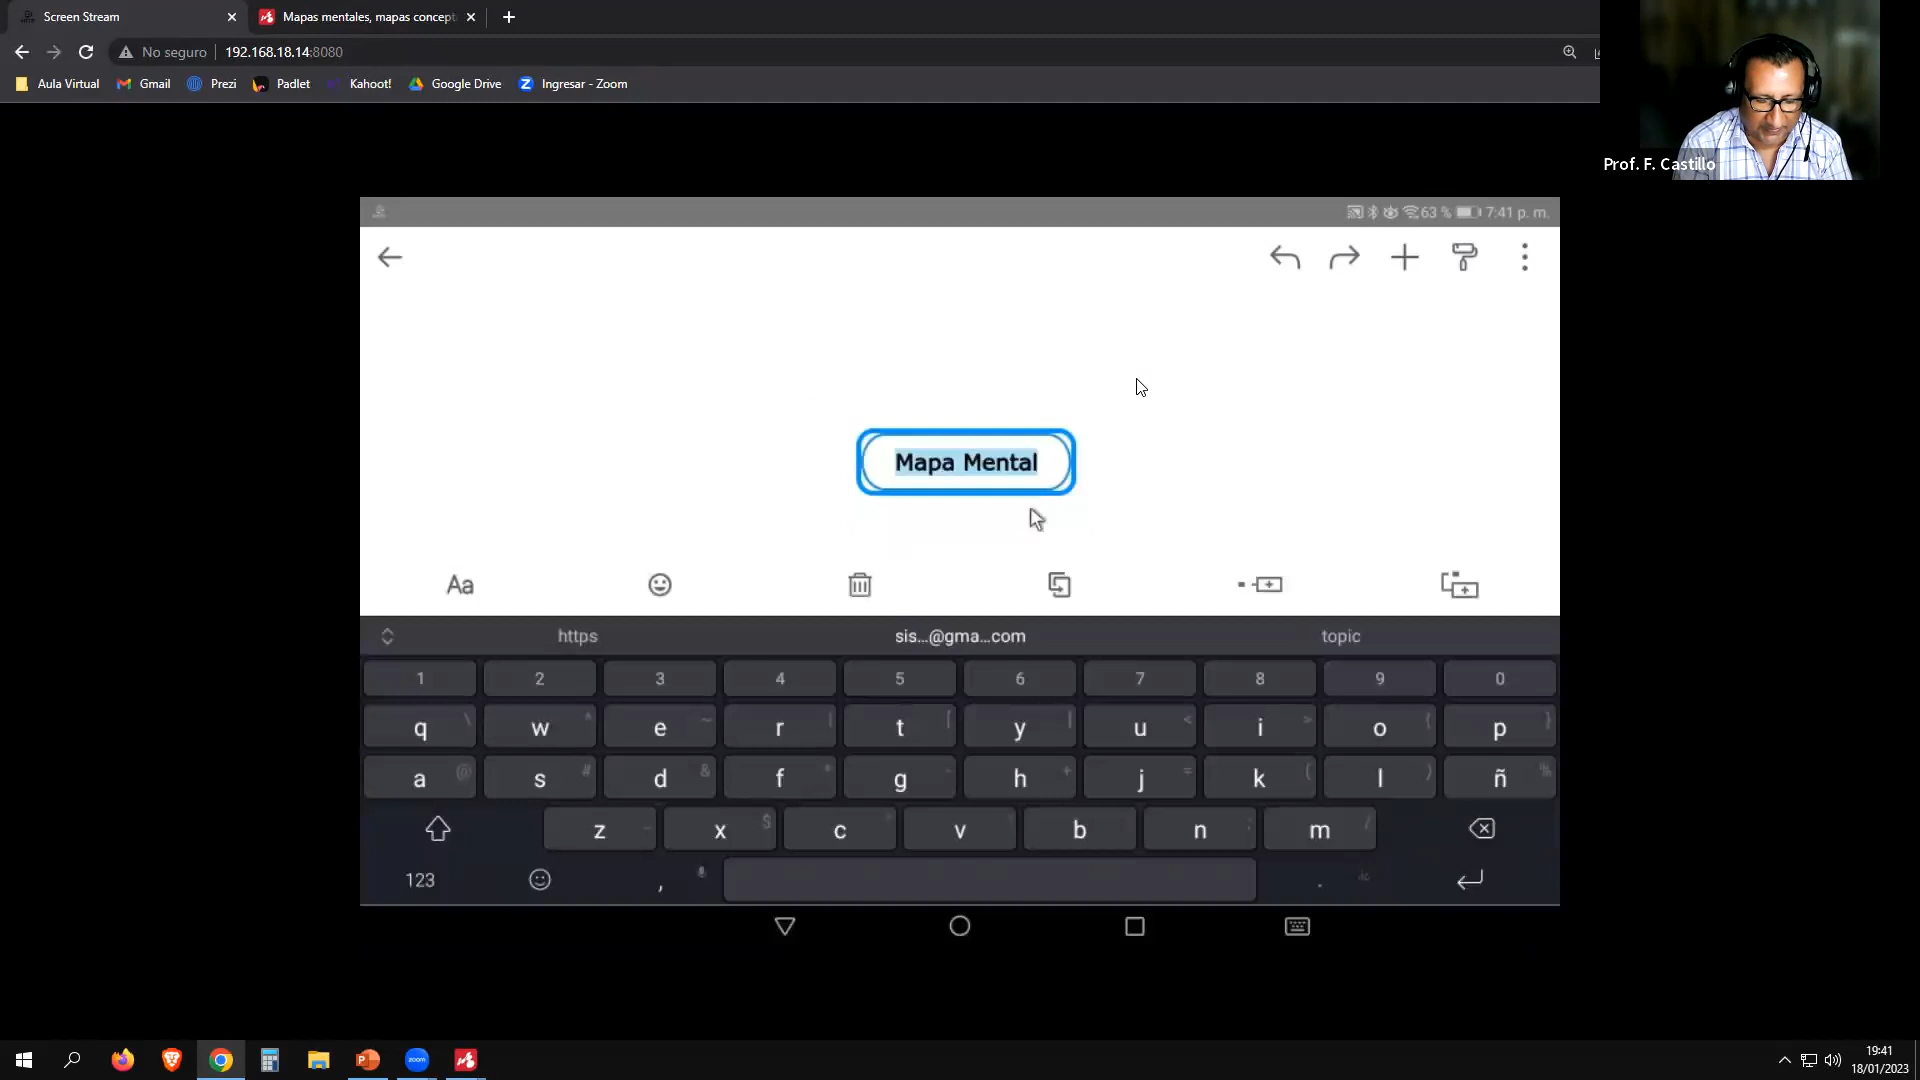 Screen Stream
Mapas mentales, mapas concept
No seguro
192.168.18.14:8080
Aula Virtual
Gmail
Prezi
Padlet
Kahoot!
Google Drive
Ingresar - Zoom
Prof. F. Castillo
63 %
7:41 p. m.
Mapa Mental
Aa
https
sis...@gma...com
topic
1 2 3 4 5 6 7 8 9 0
q w e r t y u i o p
a s d f g h j k l ñ
z x c v b n m
123 , .
zoom
19:41
18/01/2023